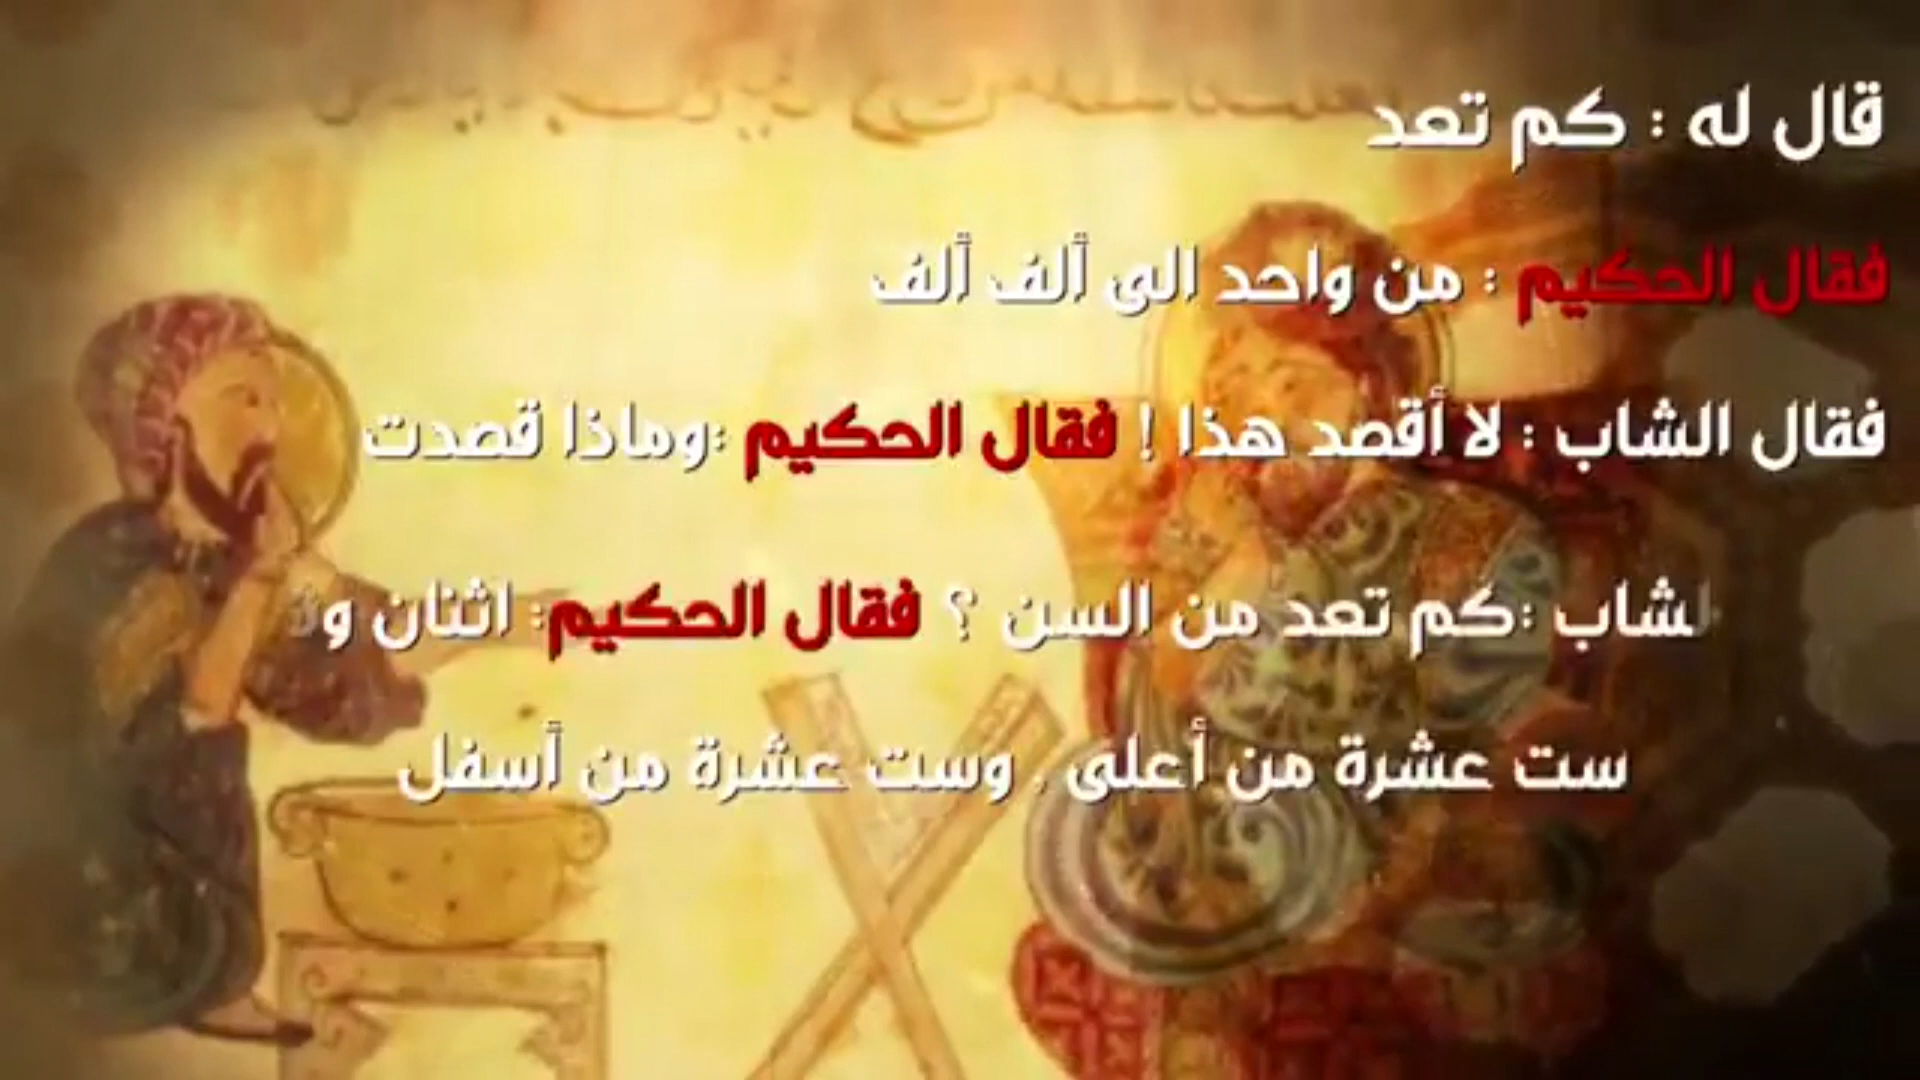 قال له : كم تعد
فقال الحكيم : من واحد الى ألف ألف
فقال الشاب : لا أقصد هذا ! فقال الحكيم :وماذا قصدت
لشاب :كم تعد من السن ؟ فقال الحكيم: اثنان و
ست عشرة من أعلى , وست عشرة من أسفل